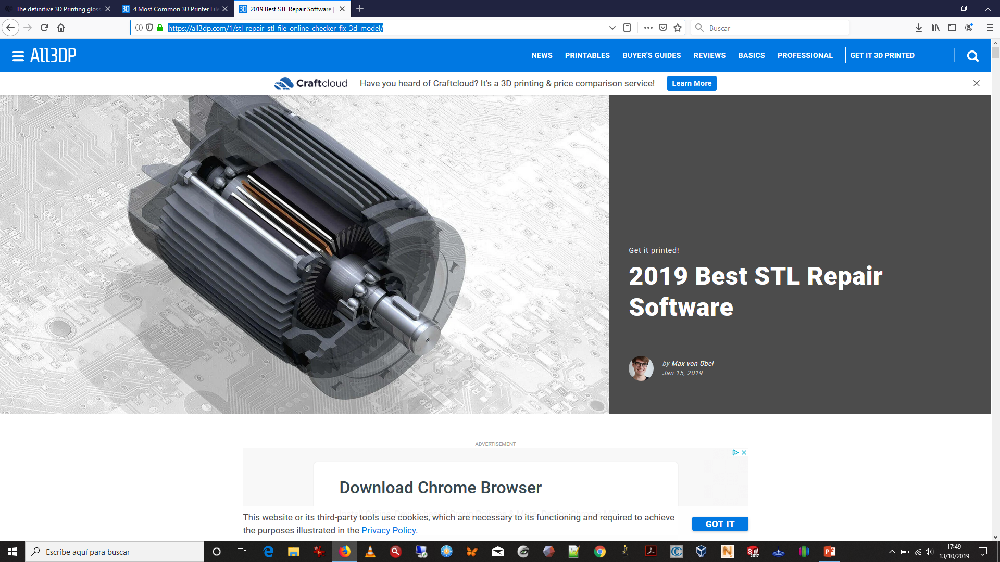 The definitive 3D Printing gloss
4 Most Common 3D Printer File
2019 Best STL Repair Software |
https://all3dp.com/1/stl-repair-stl-file-online-checker-fix-3d-model/
Buscar
All3DP
NEWS PRINTABLES BUYER'S GUIDES REVIEWS BASICS PROFESSIONAL GET IT 3D PRINTED
Craftcloud Have you heard of Craftcloud? It's a 3D printing & price comparison service! Learn More
Get it printed!
2019 Best STL Repair
Software
by Max von Übel
Jan 15, 2019
ADVERTISEMENT
Download Chrome Browser
This website or its third-party tools use cookies, which are necessary to its functioning and required to achieve
the purposes illustrated in the Privacy Policy.
GOT IT
Escribe aquí para buscar
17:49
13/10/2019